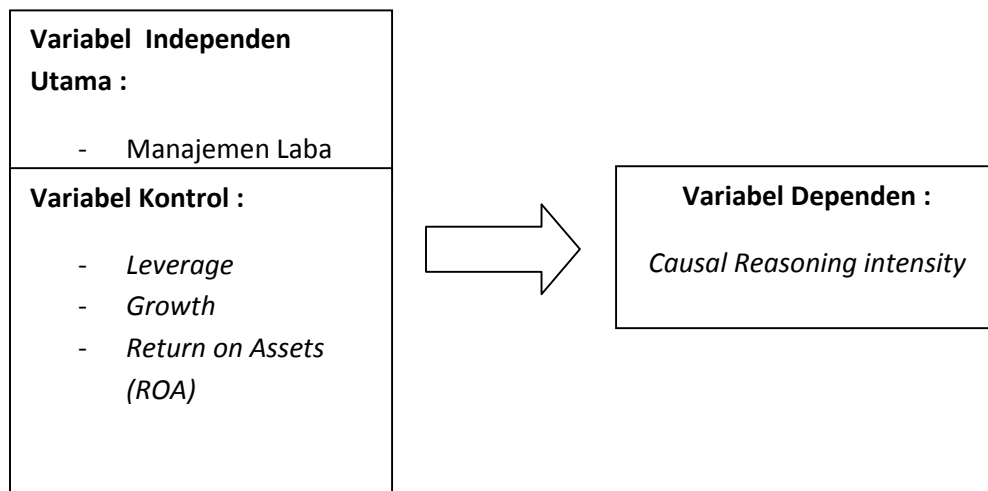 Variabel Independen
Utama :
- Manajemen Laba
Variabel Kontrol :
- Leverage
- Growth
- Return on Assets
(ROA)
Variabel Dependen :
Causal Reasoning intensity